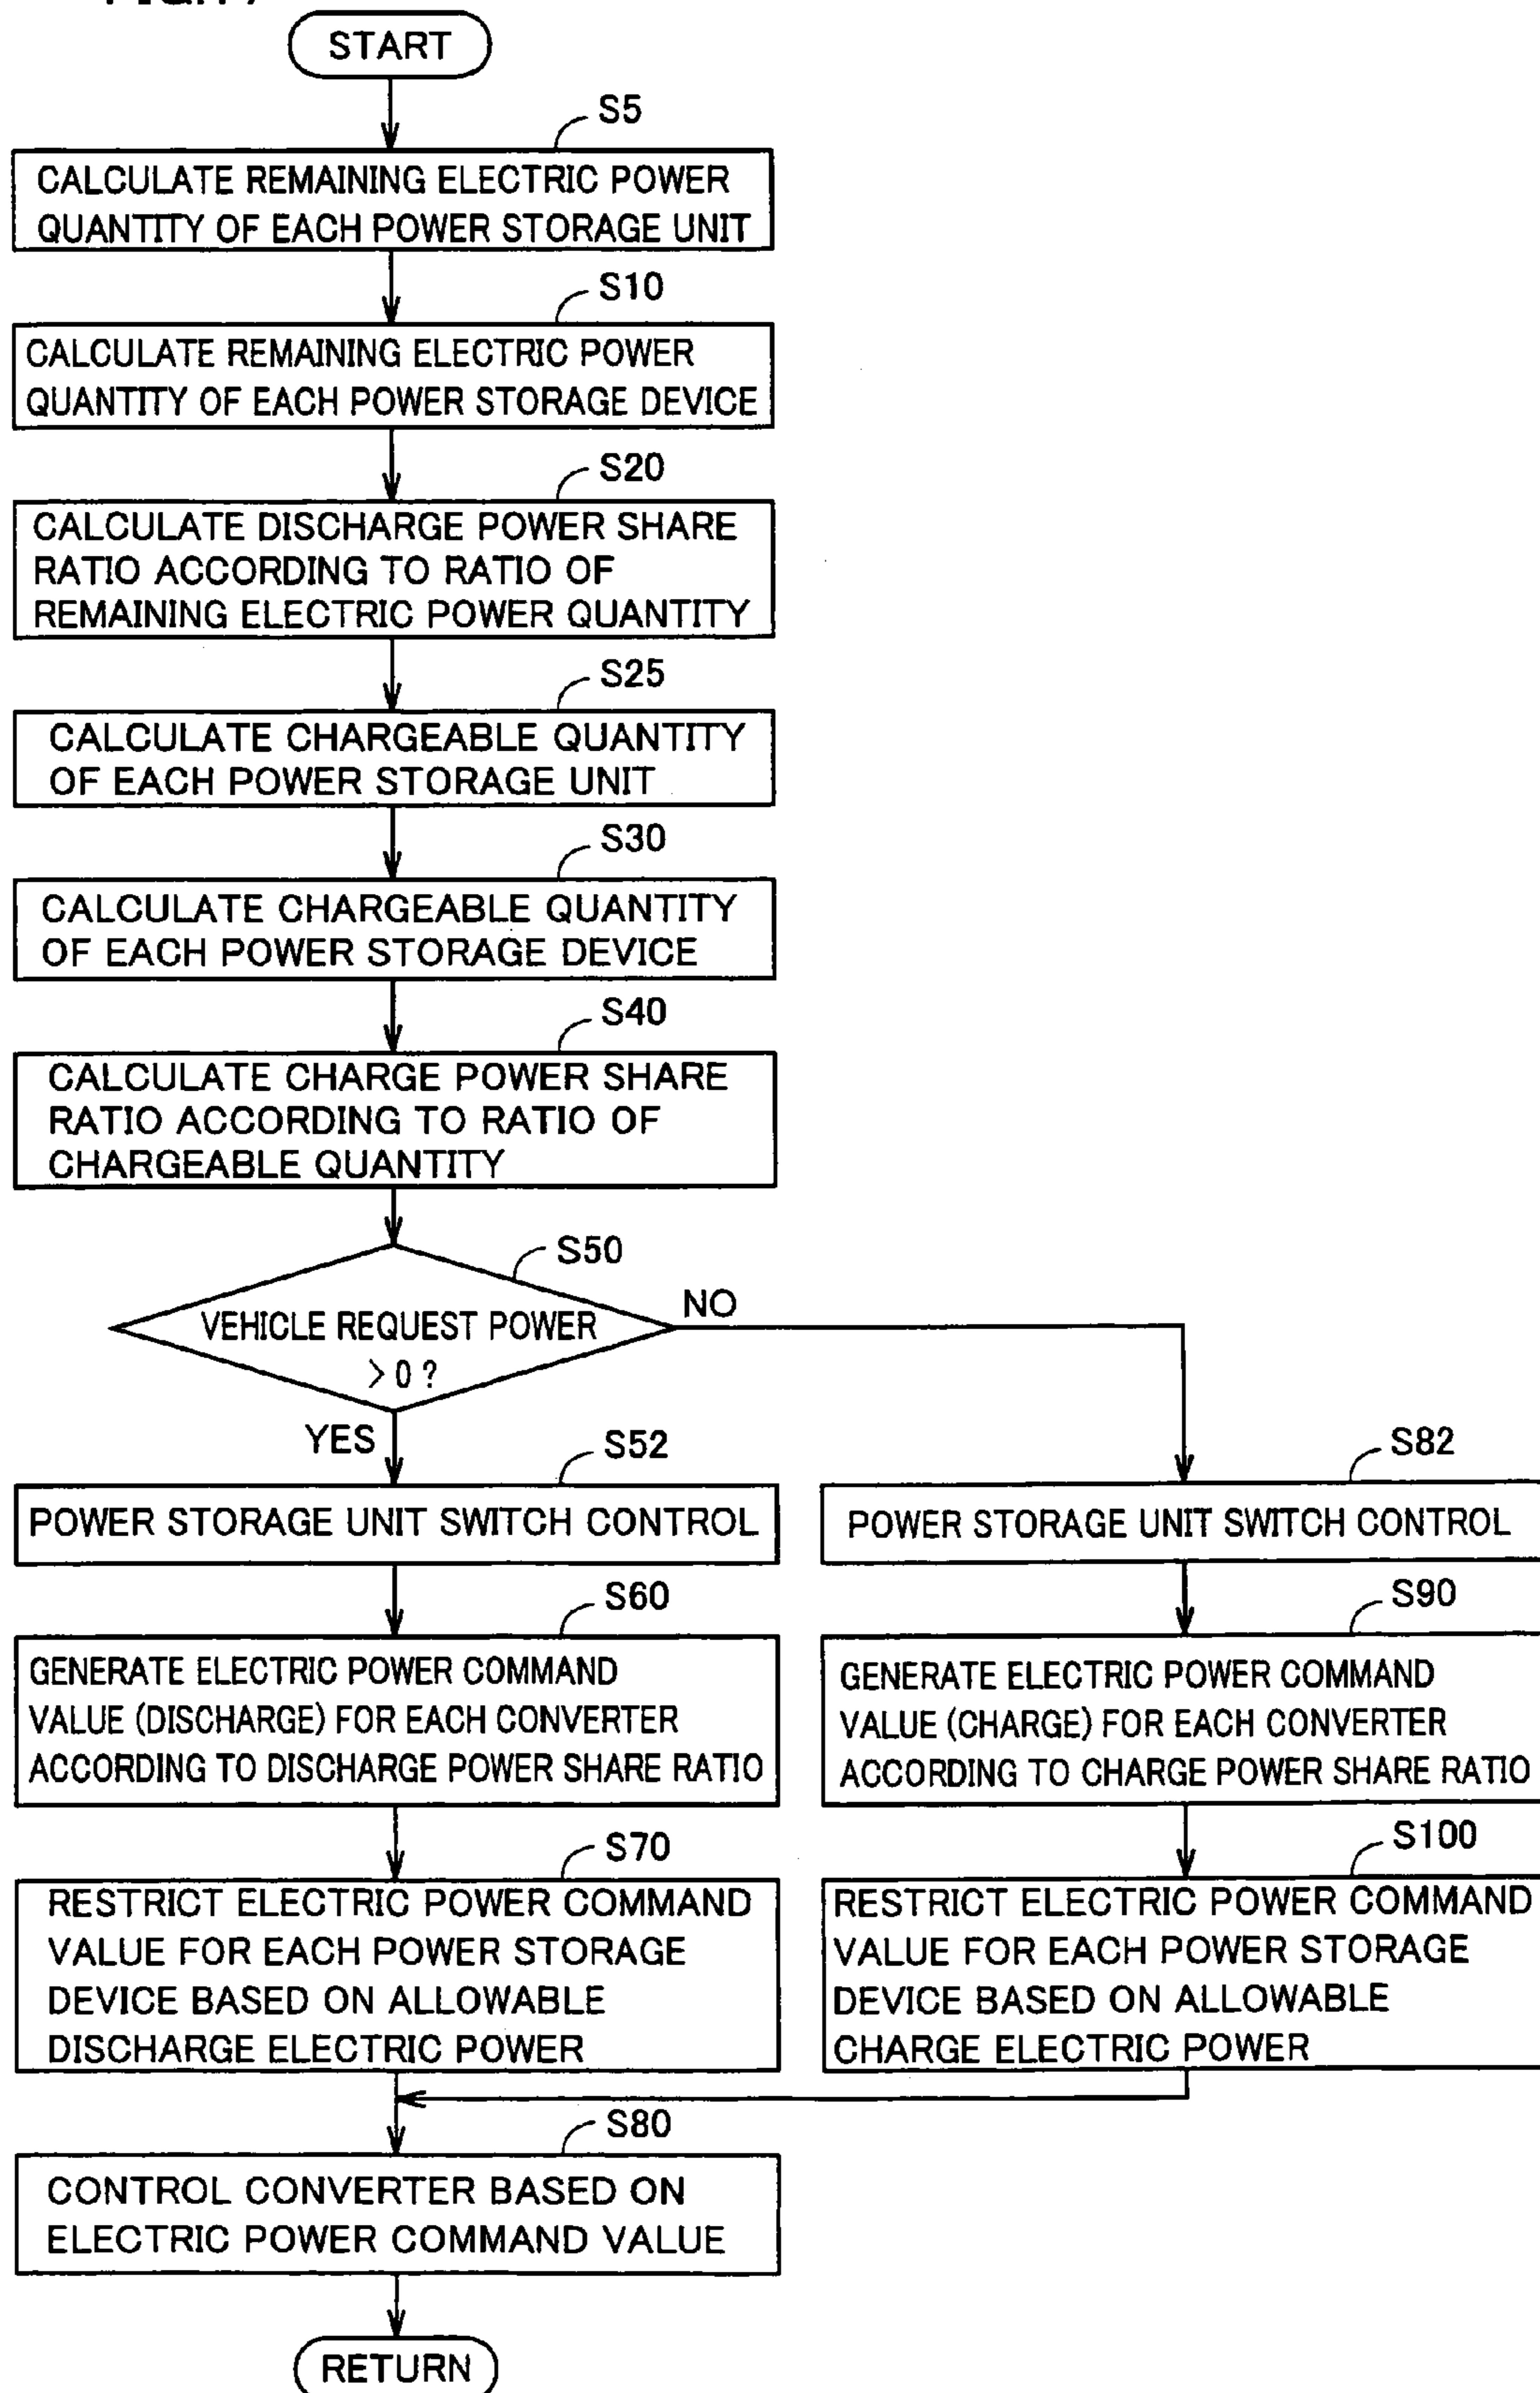 START
S5
CALCULATE REMAINING ELECTRIC POWER
QUANTITY OF EACH POWER STORAGE UNIT
S10
CALCULATE REMAINING ELECTRIC POWER
QUANTITY OF EACH POWER STORAGE DEVICE
S20
CALCULATE DISCHARGE POWER SHARE
RATIO ACCORDING TO RATIO OF
REMAINING ELECTRIC POWER QUANTITY
S25
CALCULATE CHARGEABLE QUANTITY
OF EACH POWER STORAGE UNIT
S30
CALCULATE CHARGEABLE QUANTITY
OF EACH POWER STORAGE DEVICE
S40
CALCULATE CHARGE POWER SHARE
RATIO ACCORDING TO RATIO OF
CHARGEABLE QUANTITY
S50
VEHICLE REQUEST POWER
>0?
NO
YES
S52
POWER STORAGE UNIT SWITCH CONTROL
S60
GENERATE ELECTRIC POWER COMMAND
VALUE (DISCHARGE) FOR EACH CONVERTER
ACCORDING TO DISCHARGE POWER SHARE RATIO
S70
RESTRICT ELECTRIC POWER COMMAND
VALUE FOR EACH POWER STORAGE
DEVICE BASED ON ALLOWABLE
DISCHARGE ELECTRIC POWER
S82
POWER STORAGE UNIT SWITCH CONTROL
S90
GENERATE ELECTRIC POWER COMMAND
VALUE (CHARGE) FOR EACH CONVERTER
ACCORDING TO CHARGE POWER SHARE RATIO
S100
RESTRICT ELECTRIC POWER COMMAND
VALUE FOR EACH POWER STORAGE
DEVICE BASED ON ALLOWABLE
CHARGE ELECTRIC POWER
S80
CONTROL CONVERTER BASED ON
ELECTRIC POWER COMMAND VALUE
RETURN